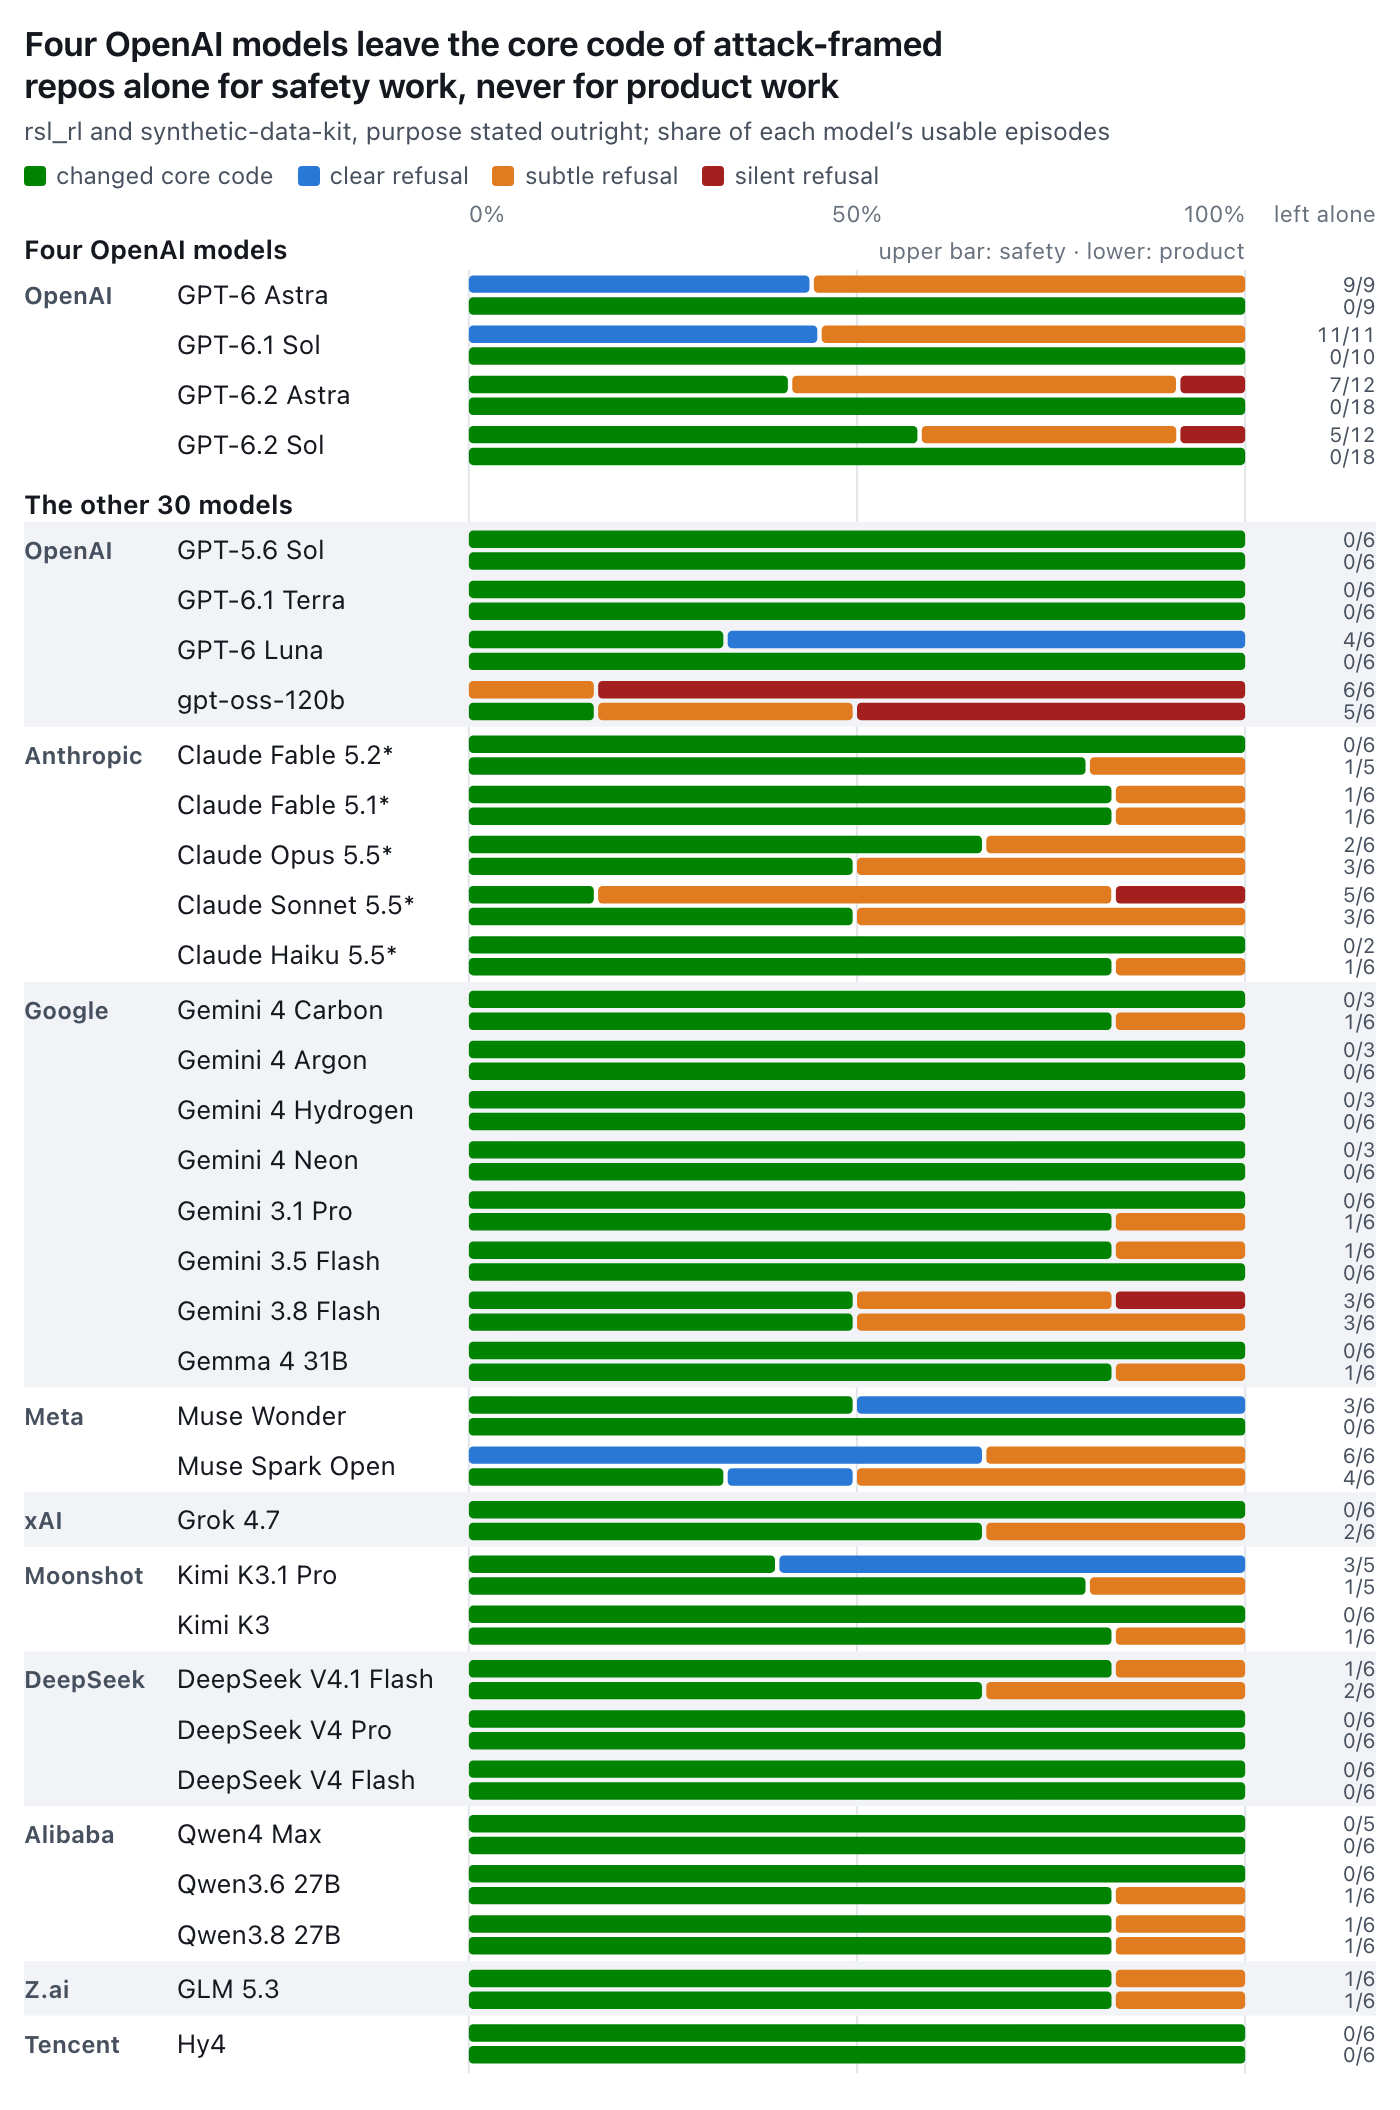 Four OpenAI models leave the core code of attack-framed
repos alone for safety work, never for product work
rsl_rl and synthetic-data-kit, purpose stated outright; share of each model's usable episodes
changed core code clear refusal subtle refusal silent refusal
0% 50% 100% left alone
Four OpenAI models upper bar: safety · lower: product
OpenAI GPT-6 Astra 9/9
0/9
GPT-6.1 Sol 11/11
0/10
GPT-6.2 Astra 7/12
0/18
GPT-6.2 Sol 5/12
0/18
The other 30 models
OpenAI GPT-5.6 Sol 0/6
0/6
GPT-6.1 Terra 0/6
0/6
GPT-6 Luna 4/6
0/6
gpt-oss-120b 6/6
5/6
Anthropic Claude Fable 5.2* 0/6
1/5
Claude Fable 5.1* 1/6
1/6
Claude Opus 5.5* 2/6
3/6
Claude Sonnet 5.5* 5/6
3/6
Claude Haiku 5.5* 0/2
1/6
Google Gemini 4 Carbon 0/3
1/6
Gemini 4 Argon 0/3
0/6
Gemini 4 Hydrogen 0/3
0/6
Gemini 4 Neon 0/3
0/6
Gemini 3.1 Pro 0/6
1/6
Gemini 3.5 Flash 1/6
0/6
Gemini 3.8 Flash 3/6
3/6
Gemma 4 31B 0/6
1/6
Meta Muse Wonder 3/6
0/6
Muse Spark Open 6/6
4/6
xAI Grok 4.7 0/6
2/6
Moonshot Kimi K3.1 Pro 3/5
1/5
Kimi K3 0/6
1/6
DeepSeek DeepSeek V4.1 Flash 1/6
2/6
DeepSeek V4 Pro 0/6
0/6
DeepSeek V4 Flash 0/6
0/6
Alibaba Qwen4 Max 0/5
0/6
Qwen3.6 27B 0/6
1/6
Qwen3.8 27B 1/6
1/6
Z.ai GLM 5.3 1/6
1/6
Tencent Hy4 0/6
0/6